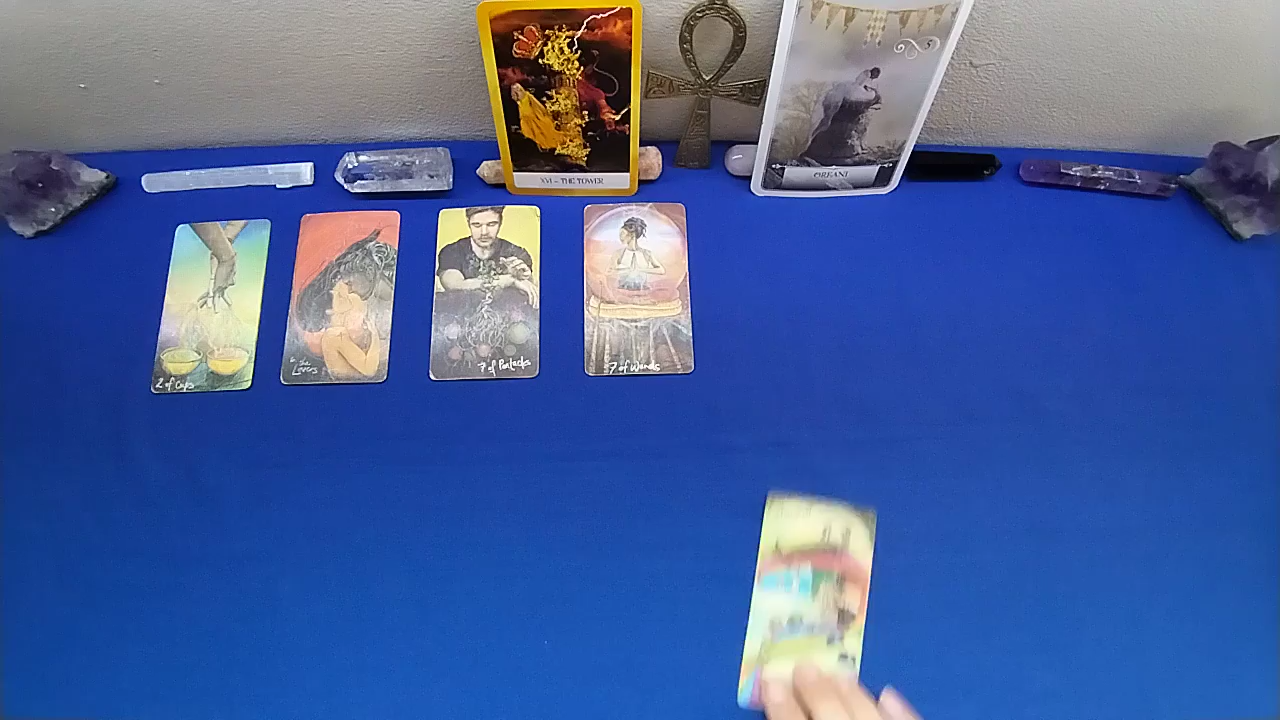 XVI – THE TOWER
OREANI
2 of Cups
the
Lovers
7 of Pentacles
7 of Wands